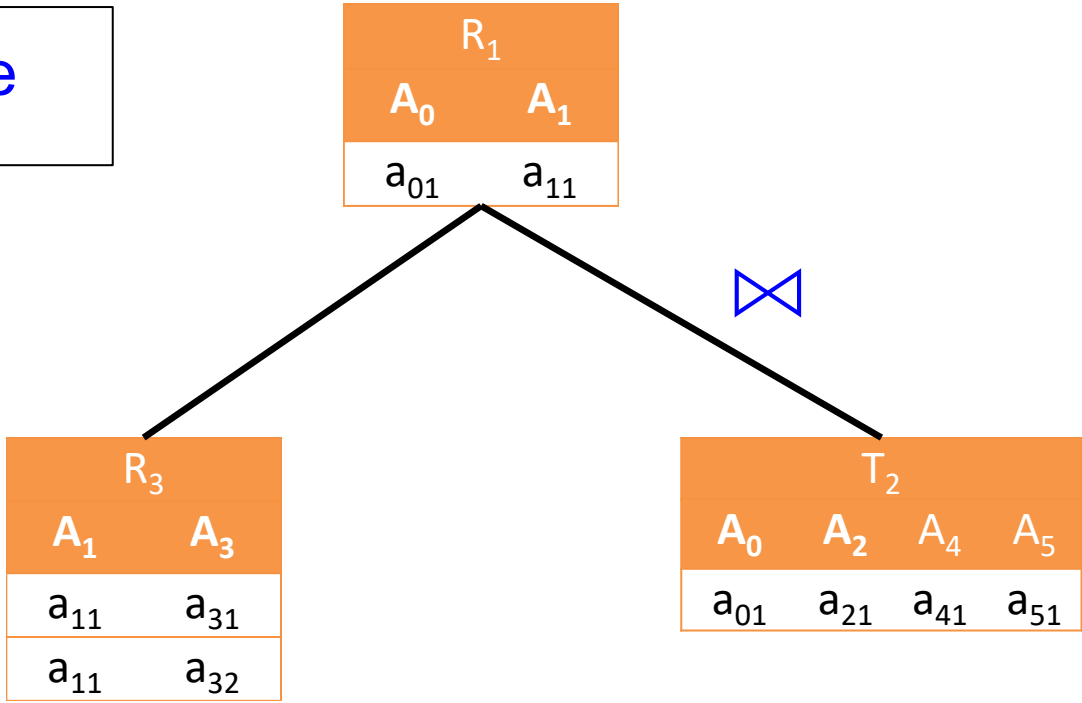 e
R₁
A₀ A₁
a₀₁ a₁₁
⋈
R₃
A₁ A₃
a₁₁ a₃₁
a₁₁ a₃₂
T₂
A₀ A₂ A₄ A₅
a₀₁ a₂₁ a₄₁ a₅₁